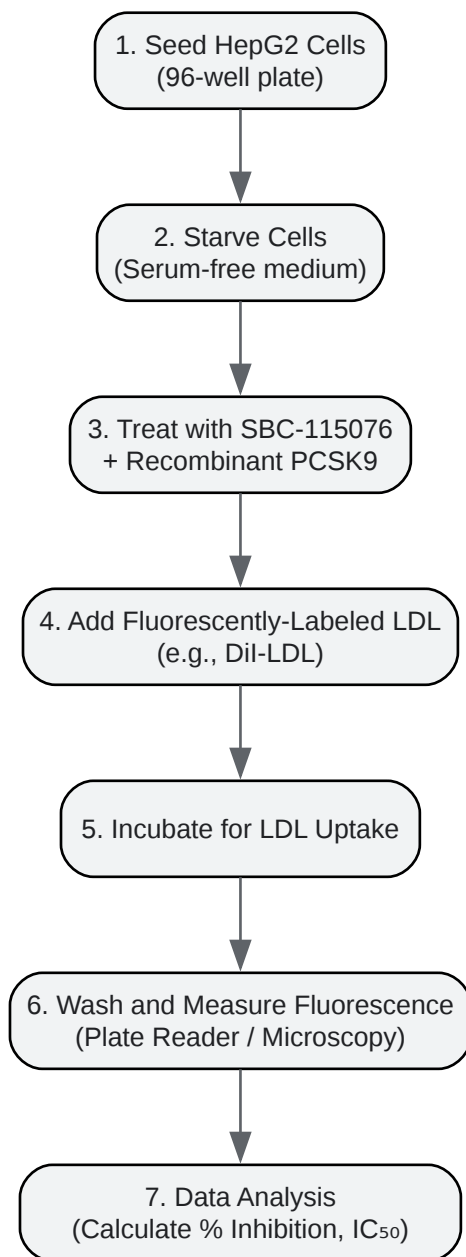 1. Seed HepG2 Cells
(96-well plate)
2. Starve Cells
(Serum-free medium)
3. Treat with SBC-115076
+ Recombinant PCSK9
4. Add Fluorescently-Labeled LDL
(e.g., DiI-LDL)
5. Incubate for LDL Uptake
6. Wash and Measure Fluorescence
(Plate Reader / Microscopy)
7. Data Analysis
(Calculate % Inhibition, IC₅₀)